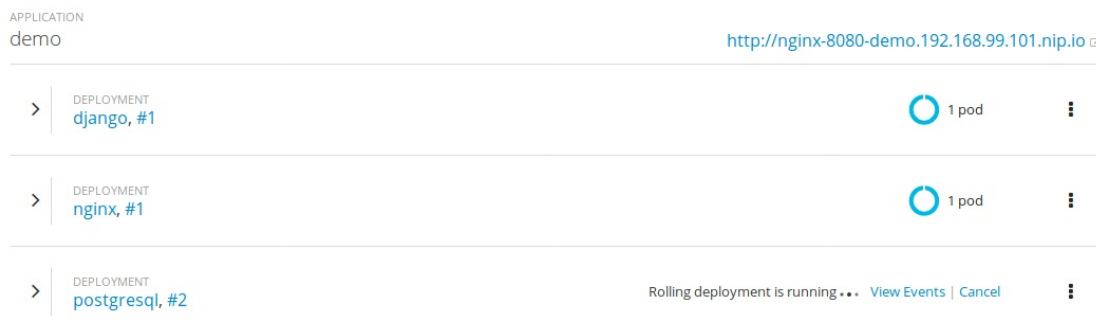 APPLICATION
demo
http://nginx-8080-demo.192.168.99.101.nip.io
DEPLOYMENT
django, #1
1 pod
DEPLOYMENT
nginx, #1
1 pod
DEPLOYMENT
postgresql, #2
Rolling deployment is running ... View Events | Cancel